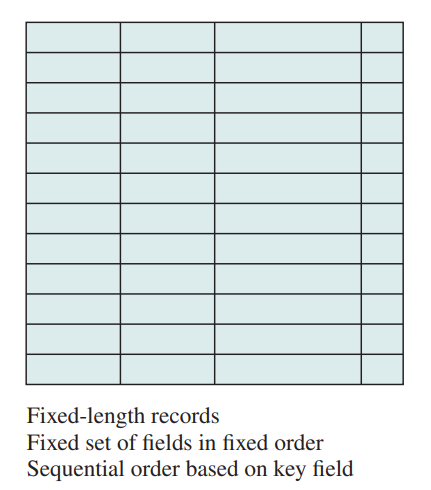 Fixed-length records
Fixed set of fields in fixed order
Sequential order based on key field